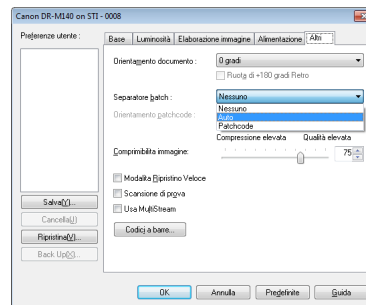 Canon DR-M140 on STI - 0008
Preferenze utente :
Base
Luminosità
Elaborazione immagine
Alimentazione
Altri
Orientamento documento :
0 gradi
Ruota di +180 gradi Retro
Separatore batch :
Nessuno
Nessuno
Auto
Patchcode
Orientamento patchcode :
Compressione elevata
Qualità elevata
Comprimibilità immagine:
75
Modalità Ripristino Veloce
Scansione di prova
Usa MultiStream
Codici a barre...
Salva(Y)...
Cancella(J)
Ripristina(V)...
Back Up(X)...
OK
Annulla
Predefinite
Guida